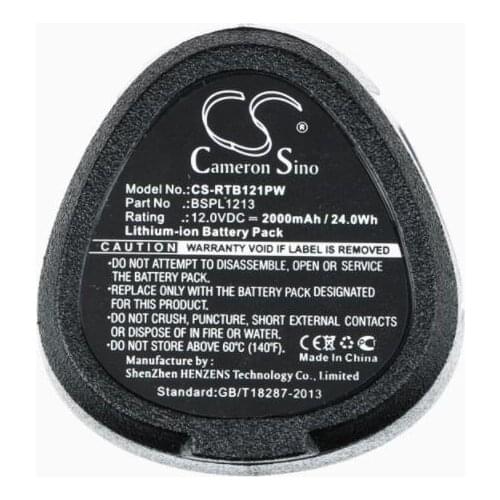 CS®
Cameron Sino
Model No.:CS-RTB121PW
Part No :BSPL1213
Rating :12.0VDC ⎓ 2000mAh / 24.0Wh
Lithium-ion Battery Pack
CAUTION WARRANTY VOID IF LABEL IS REMOVED
•DO NOT ATTEMPT TO DISASSEMBLE, OPEN OR SERVICE
THE BATTERY PACK.
•REPLACE ONLY WITH THE BATTERY PACK DESIGNATED
FOR THIS PRODUCT.
•DO NOT CRUSH, PUNCTURE, SHORT EXTERNAL CONTACTS
OR DISPOSE OF IN FIRE OR WATER.
•DO NOT STORE ABOVE 60°C (140°F).
CE
Made In China
Manufacture by :
ShenZhen HENZENS Technology Co., Limited
Standard:GB/T18287-2013